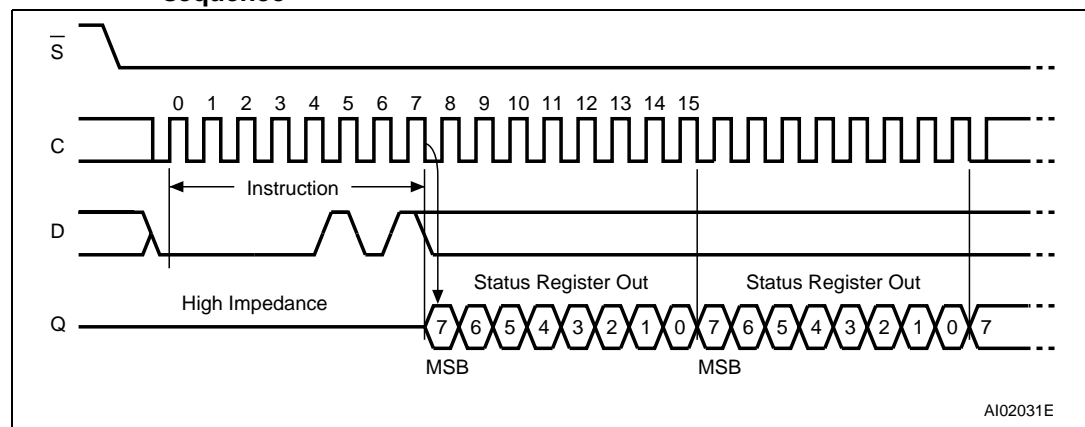 sequence
S
0 1 2 3 4 5 6 7 8 9 10 11 12 13 14 15
C
Instruction
D
Status Register Out Status Register Out
High Impedance
Q
7 6 5 4 3 2 1 0 7 6 5 4 3 2 1 0 7
MSB MSB
AI02031E